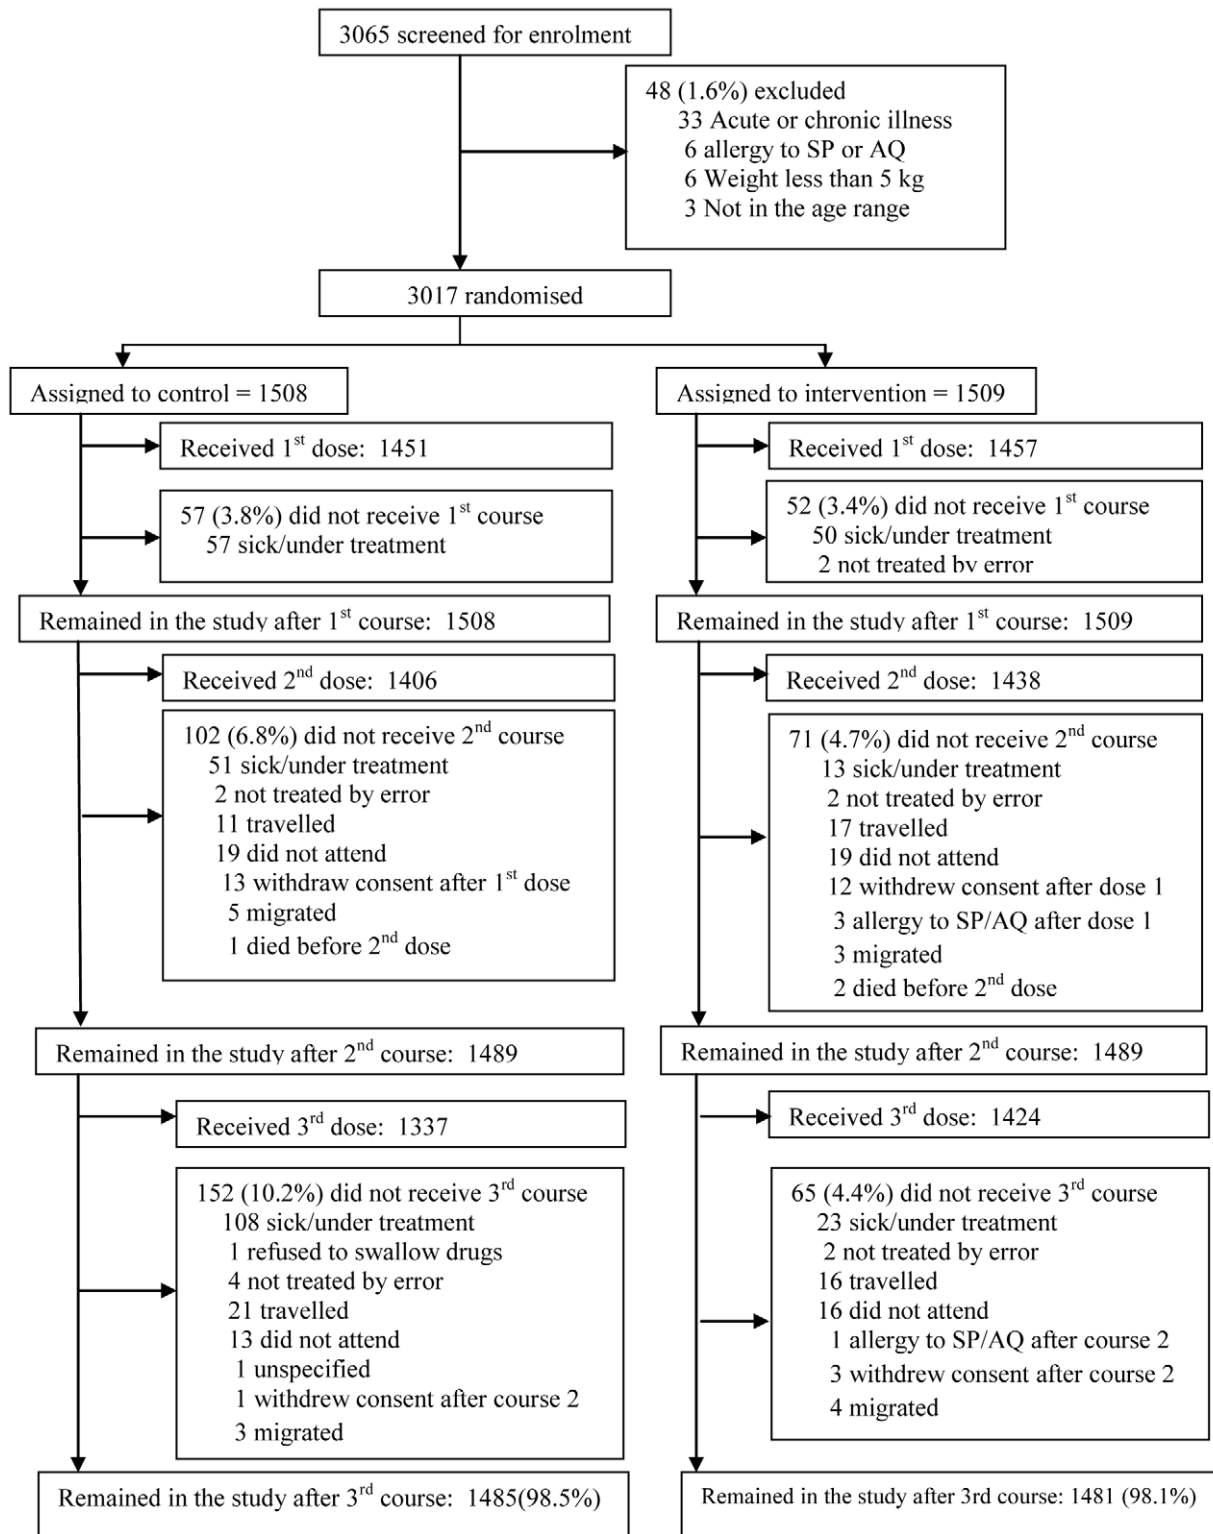 3065 screened for enrolment
48 (1.6%) excluded
33 Acute or chronic illness
6 allergy to SP or AQ
6 Weight less than 5 kg
3 Not in the age range
3017 randomised
Assigned to control = 1508
Received 1st dose: 1451
57 (3.8%) did not receive 1st course
57 sick/under treatment
Remained in the study after 1st course: 1508
Received 2nd dose: 1406
102 (6.8%) did not receive 2nd course
51 sick/under treatment
2 not treated by error
11 travelled
19 did not attend
13 withdraw consent after 1st dose
5 migrated
1 died before 2nd dose
Remained in the study after 2nd course: 1489
Received 3rd dose: 1337
152 (10.2%) did not receive 3rd course
108 sick/under treatment
1 refused to swallow drugs
4 not treated by error
21 travelled
13 did not attend
1 unspecified
1 withdrew consent after course 2
3 migrated
Remained in the study after 3rd course: 1485(98.5%)
Assigned to intervention = 1509
Received 1st dose: 1457
52 (3.4%) did not receive 1st course
50 sick/under treatment
2 not treated by error
Remained in the study after 1st course: 1509
Received 2nd dose: 1438
71 (4.7%) did not receive 2nd course
13 sick/under treatment
2 not treated by error
17 travelled
19 did not attend
12 withdrew consent after dose 1
3 allergy to SP/AQ after dose 1
3 migrated
2 died before 2nd dose
Remained in the study after 2nd course: 1489
Received 3rd dose: 1424
65 (4.4%) did not receive 3rd course
23 sick/under treatment
2 not treated by error
16 travelled
16 did not attend
1 allergy to SP/AQ after course 2
3 withdrew consent after course 2
4 migrated
Remained in the study after 3rd course: 1481 (98.1%)